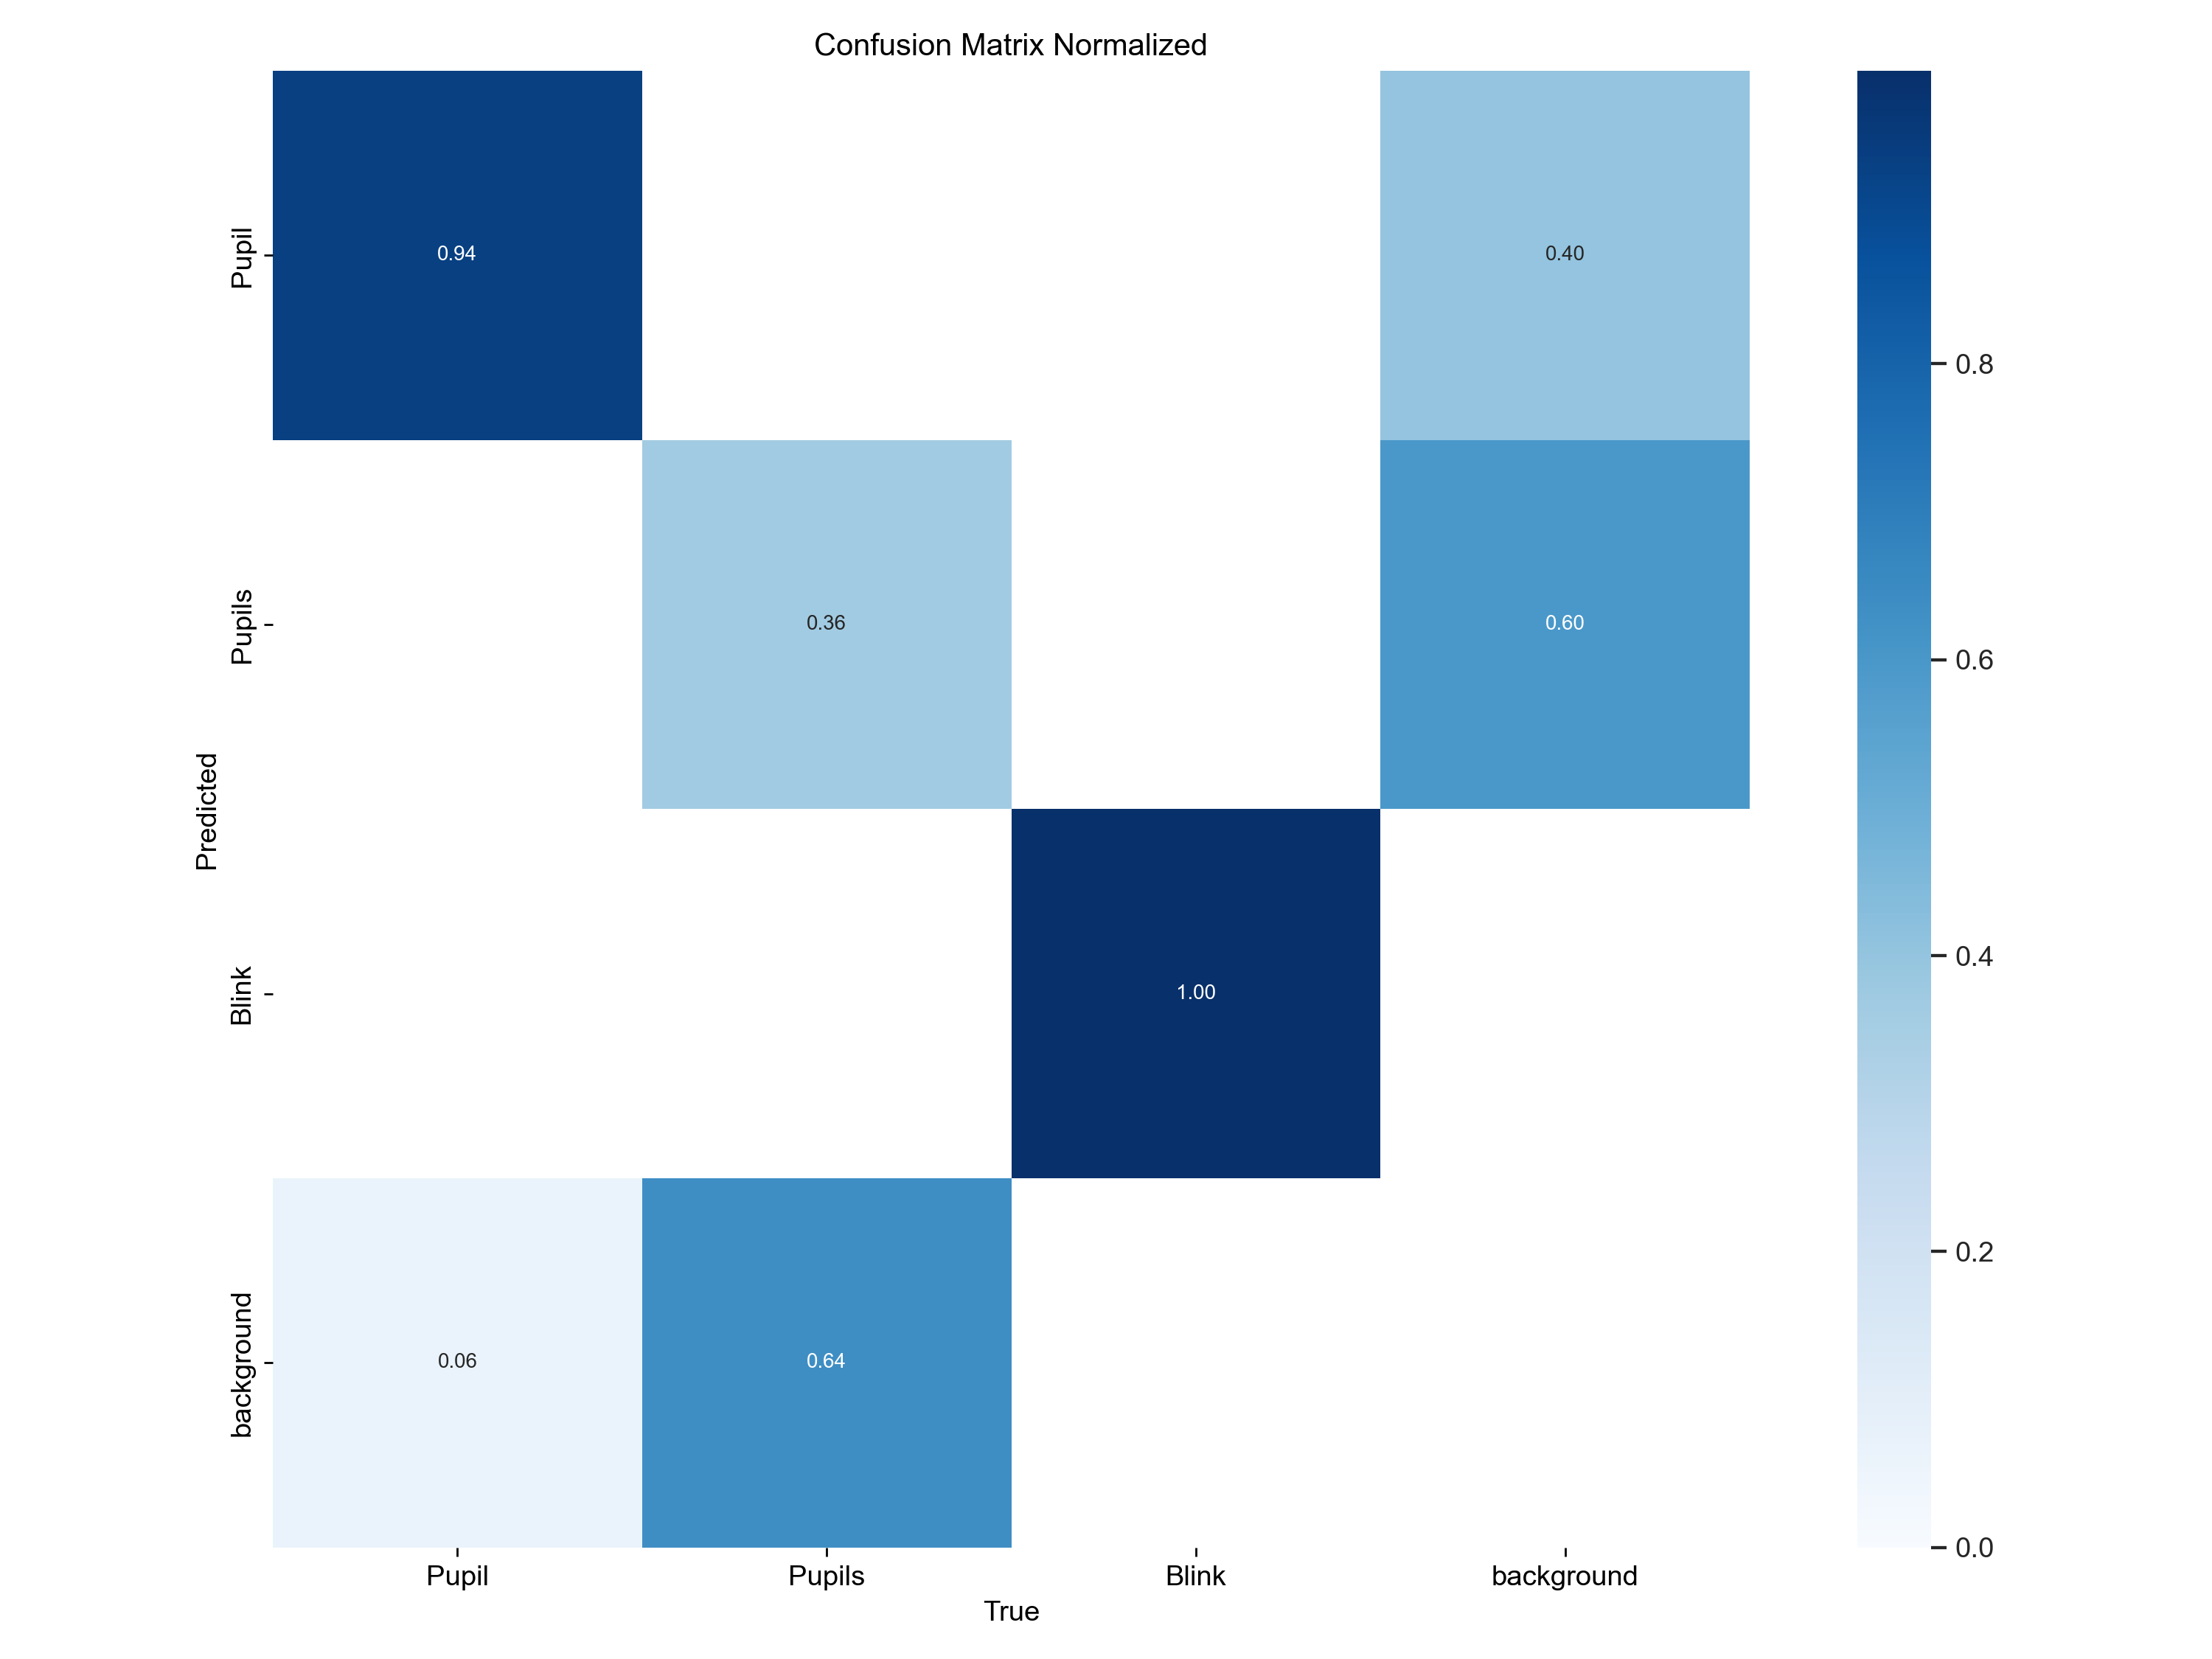 Confusion Matrix Normalized
Pupil
0.94
0.40
0.8
Pupils
0.36
0.60
0.6
Predicted
Blink
1.00
0.4
background
0.06
0.64
0.2
0.0
Pupil
Pupils
Blink
background
True